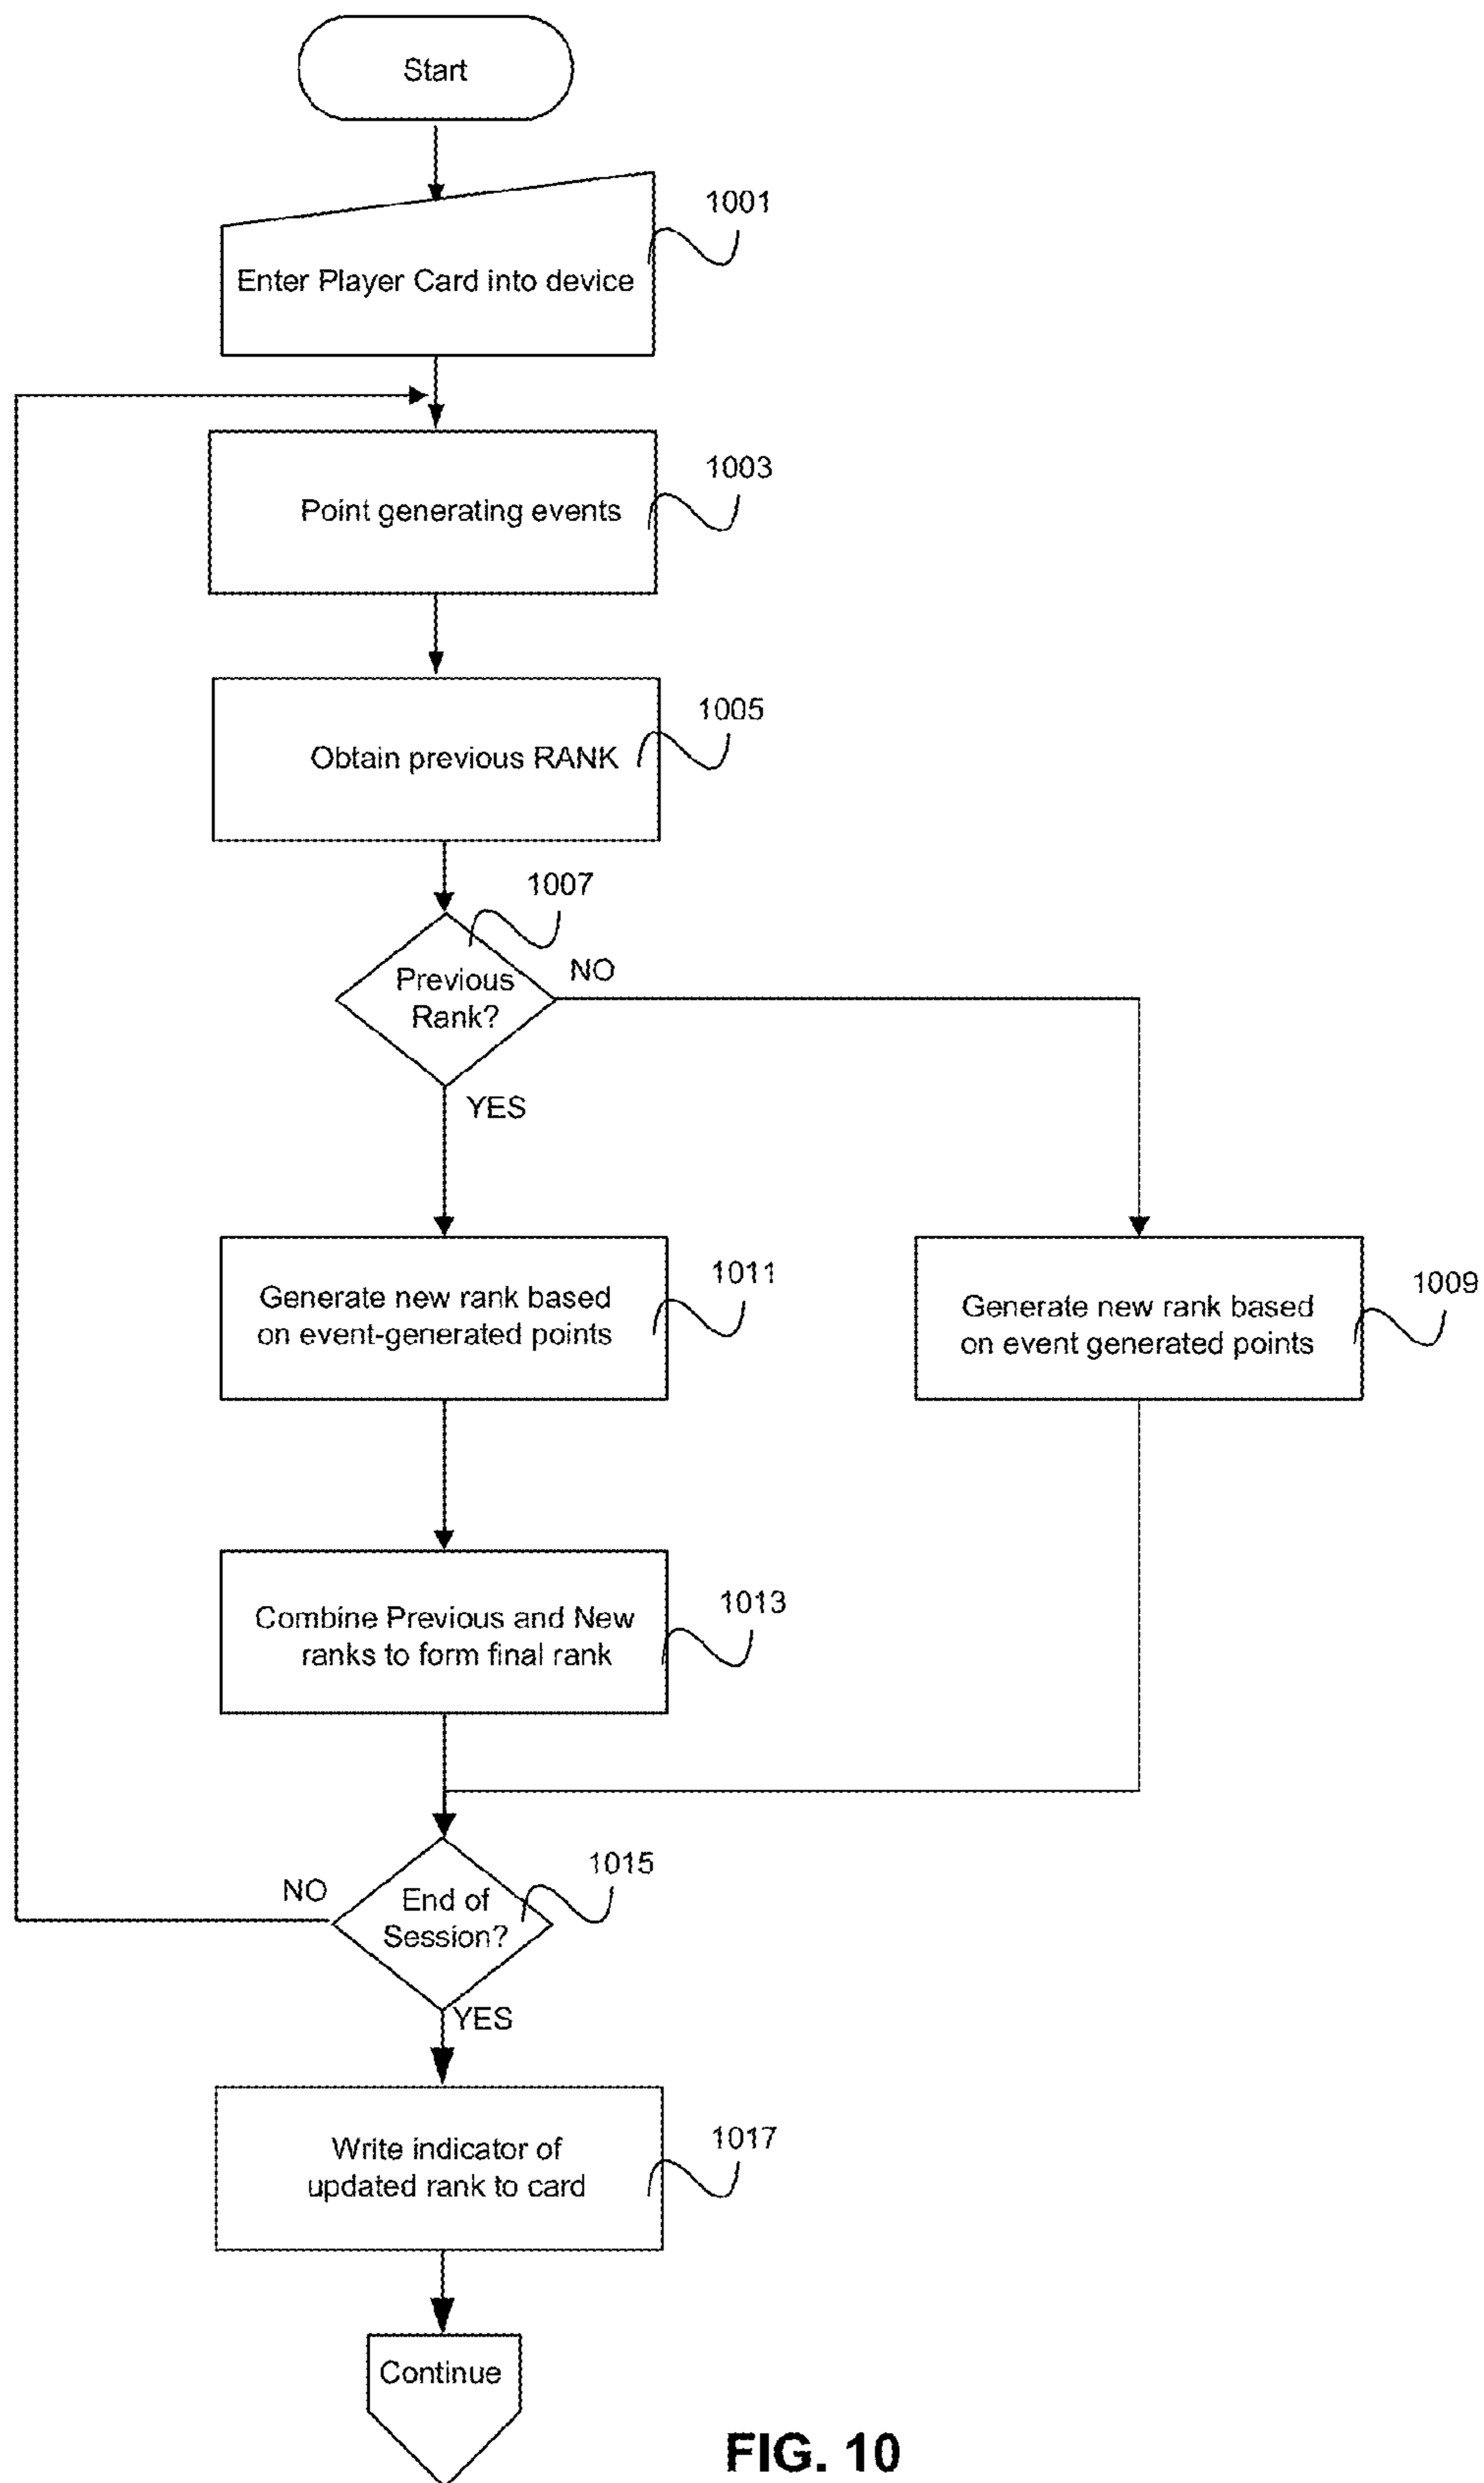 Start
1001
Enter Player Card into device
1003
Point generating events
1005
Obtain previous RANK
1007
Previous
Rank?
NO
YES
1011
Generate new rank based
on event-generated points
1009
Generate new rank based
on event generated points
1013
Combine Previous and New
ranks to form final rank
1015
NO
End of
Session?
YES
1017
Write indicator of
updated rank to card
Continue
FIG. 10